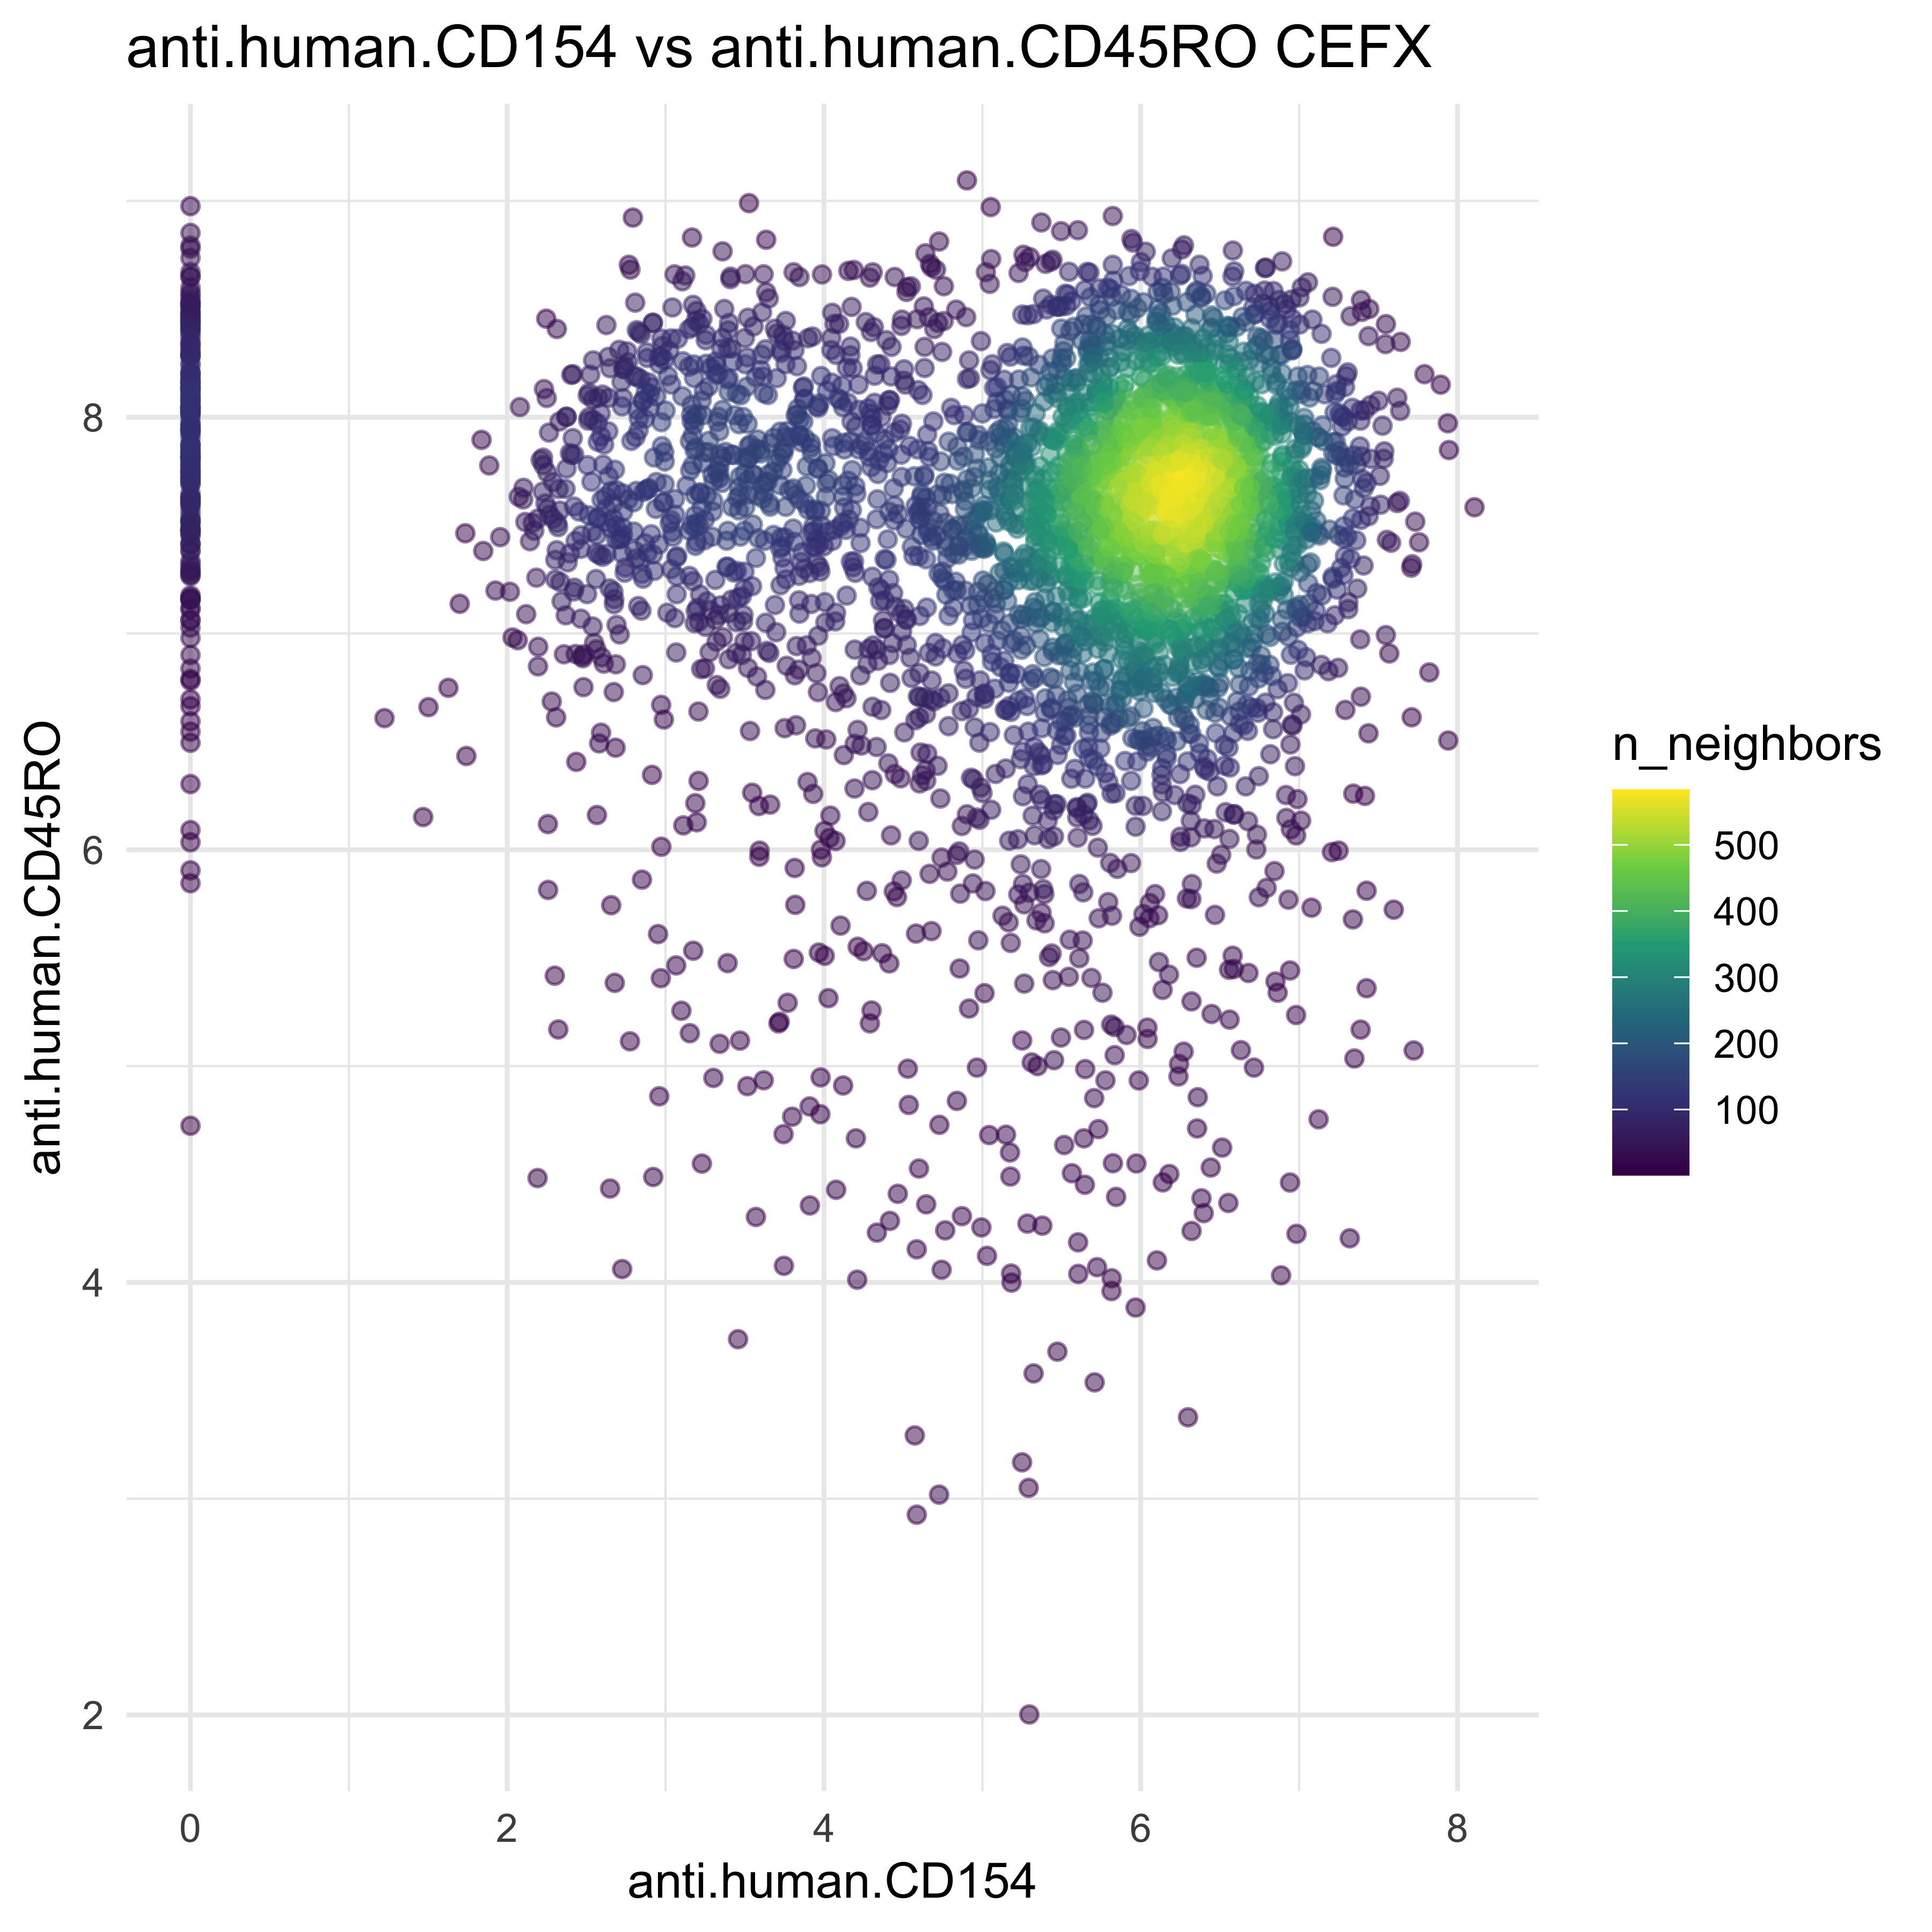 anti.human.CD154 vs anti.human.CD45RO CEFX
anti.human.CD45RO
8
6
4
2
0 2 4 6 8
anti.human.CD154
n_neighbors
500
400
300
200
100